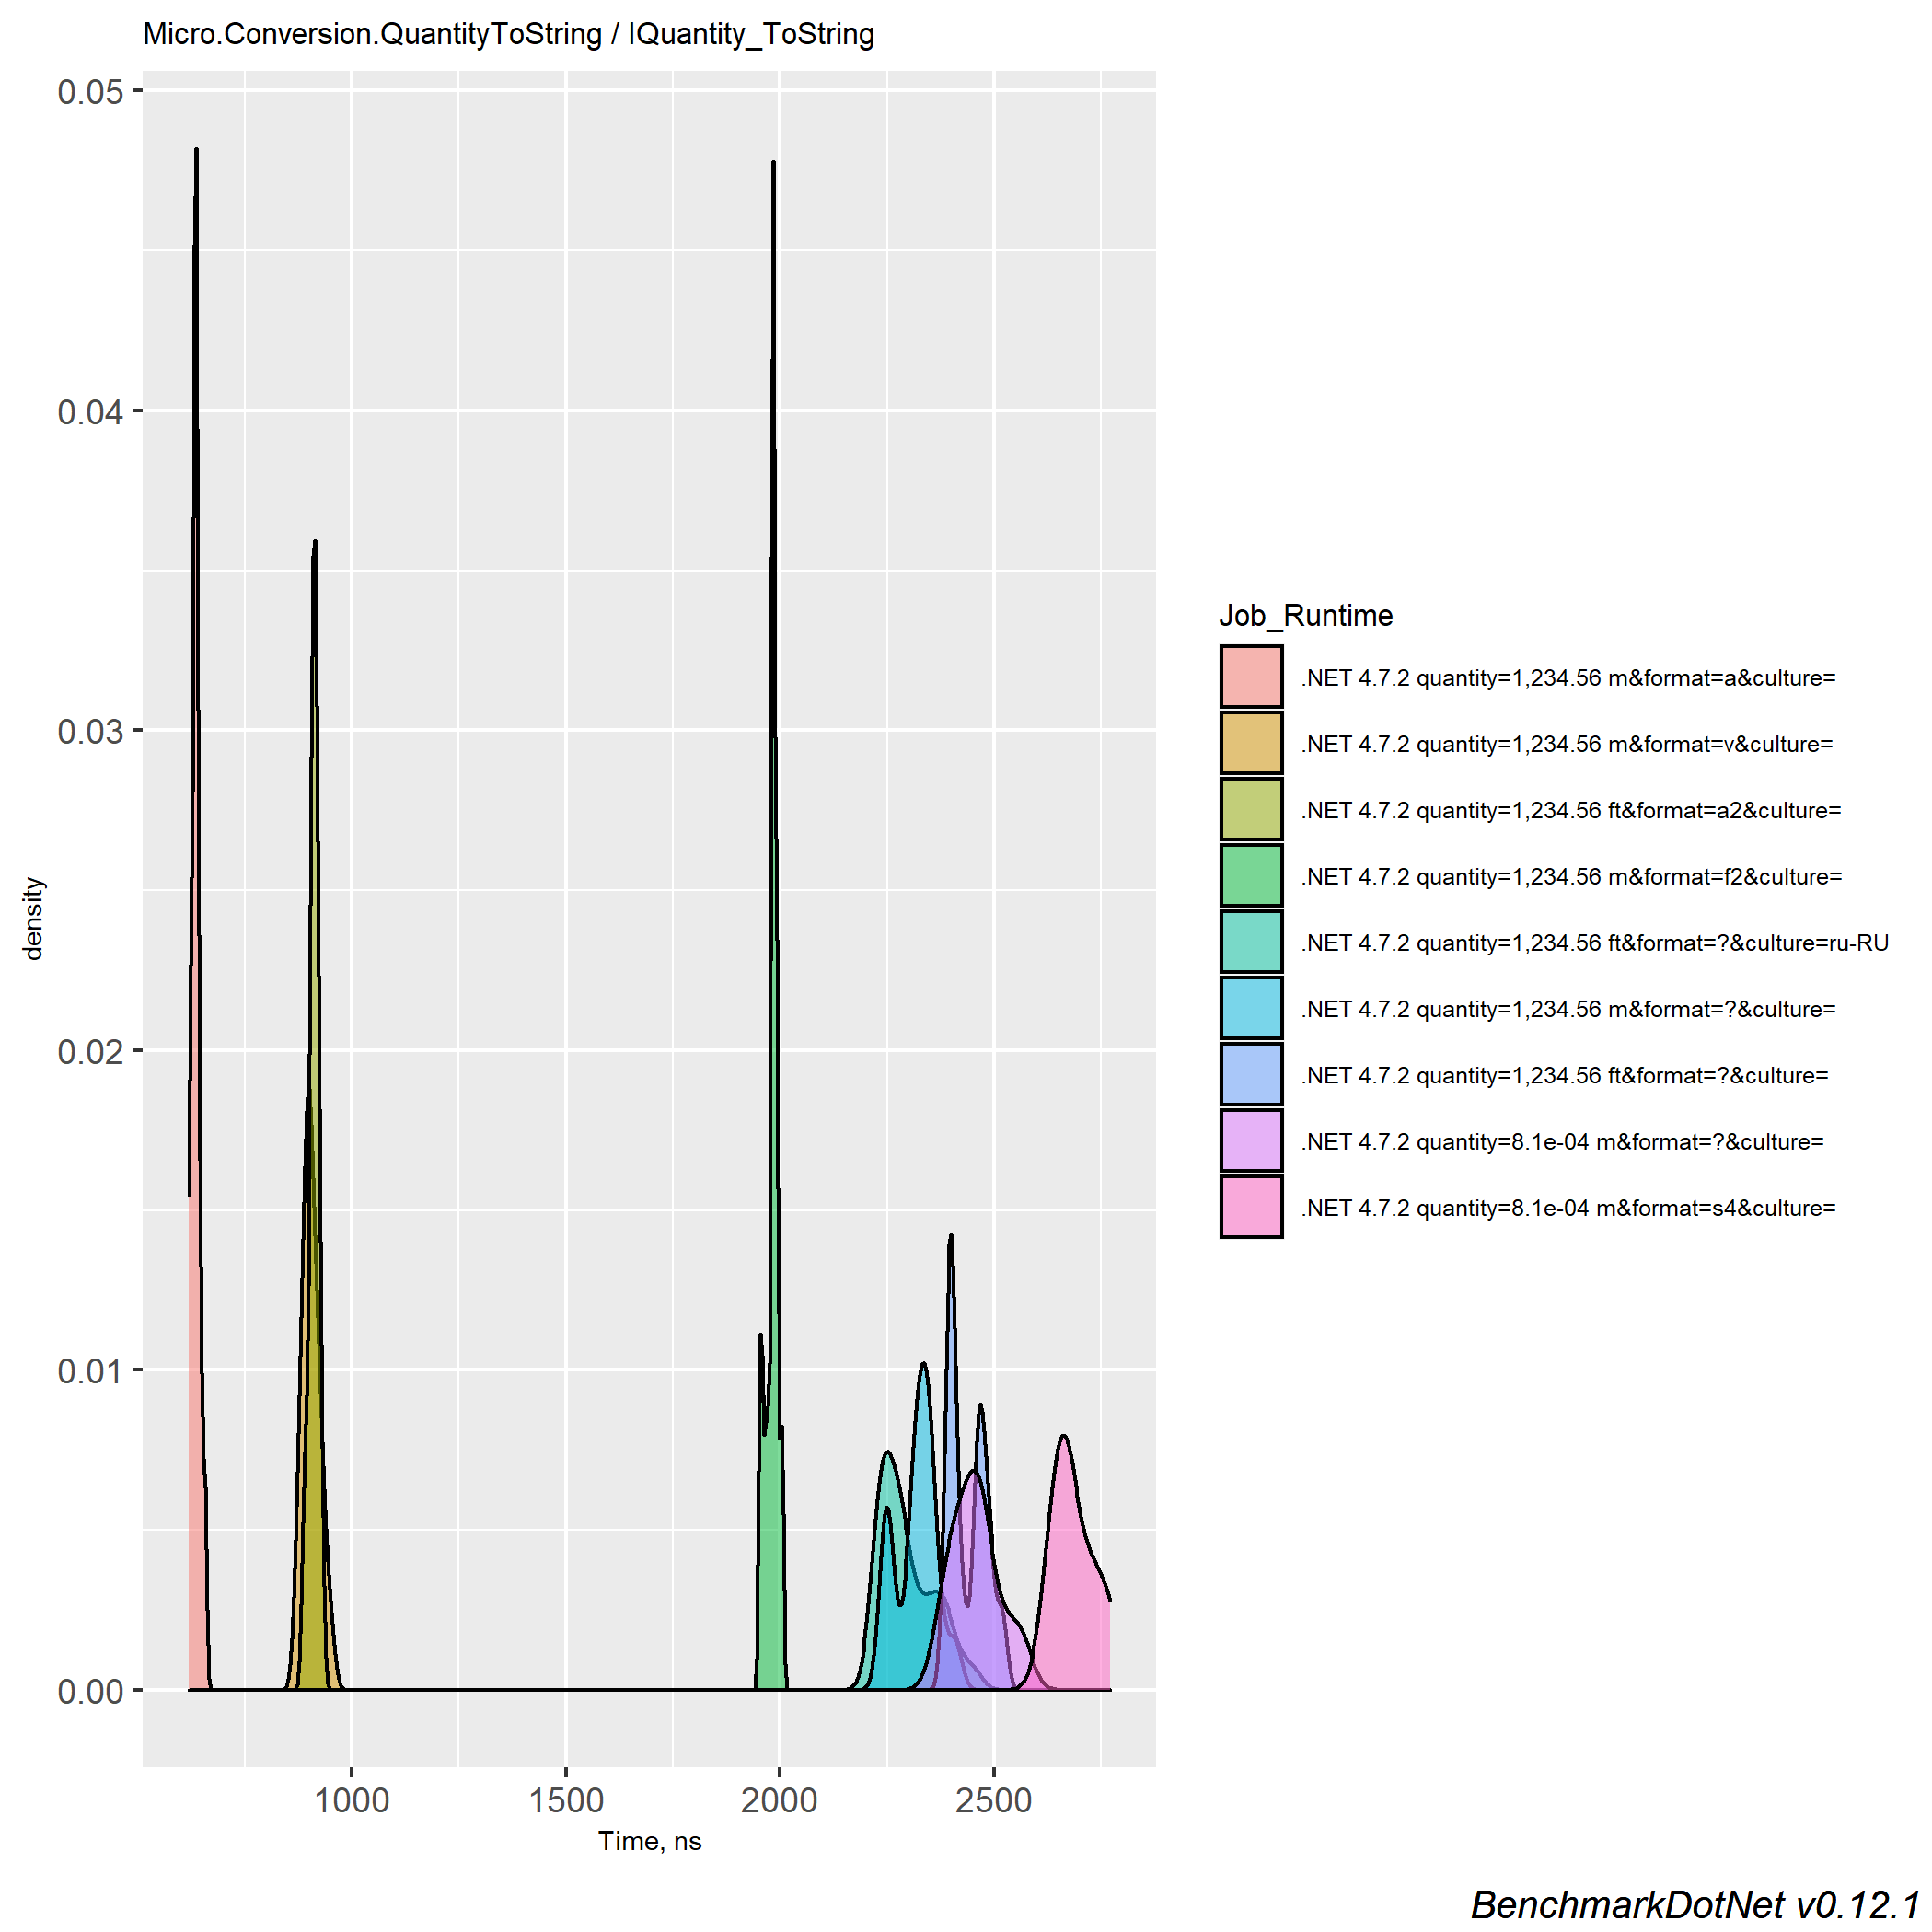 Micro.Conversion.QuantityToString / IQuantity_ToString
0.05
0.04
0.03
0.02
0.01
0.00
density
1000 1500 2000 2500
Time, ns
Job_Runtime
.NET 4.7.2 quantity=1,234.56 m&format=a&culture=
.NET 4.7.2 quantity=1,234.56 m&format=v&culture=
.NET 4.7.2 quantity=1,234.56 ft&format=a2&culture=
.NET 4.7.2 quantity=1,234.56 m&format=f2&culture=
.NET 4.7.2 quantity=1,234.56 ft&format=?&culture=ru-RU
.NET 4.7.2 quantity=1,234.56 m&format=?&culture=
.NET 4.7.2 quantity=1,234.56 ft&format=?&culture=
.NET 4.7.2 quantity=8.1e-04 m&format=?&culture=
.NET 4.7.2 quantity=8.1e-04 m&format=s4&culture=
BenchmarkDotNet v0.12.1